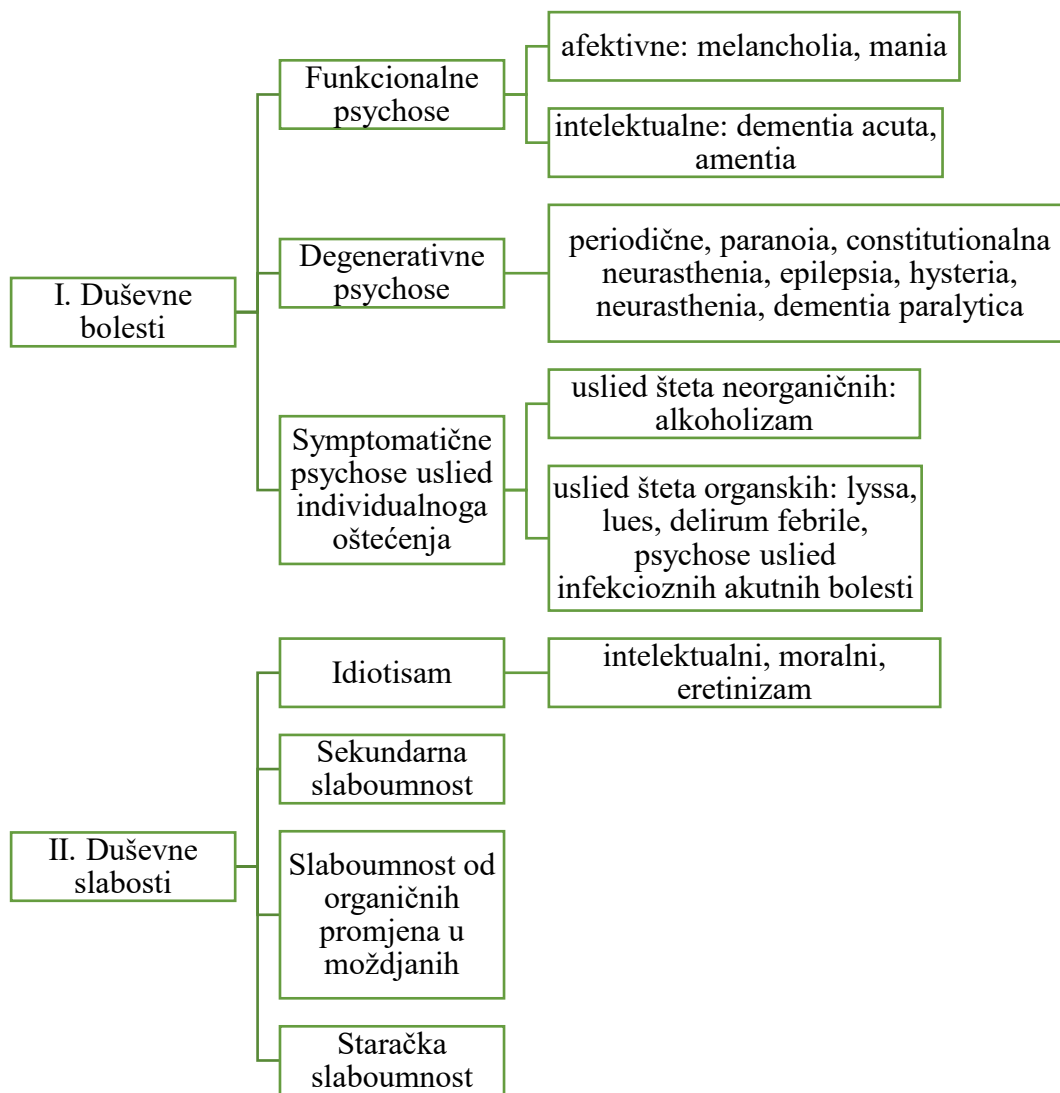 I. Duševne
bolesti
Funkcionalne
psychose
afektivne: melancholia, mania
intelektualne: dementia acuta,
amentia
Degenerativne
psychose
periodične, paranoia, constitutionalna
neurasthenia, epilepsia, hysteria,
neurasthenia, dementia paralytica
Symptomatične
psychose uslied
individualnoga
oštećenja
uslied šteta neorganičnih:
alkoholizam
uslied šteta organskih: lyssa,
lues, delirum febrile,
psychose uslied
infekcioznih akutnih bolesti
II. Duševne
slabosti
Idiotisam
intelektualni, moralni,
eretinizam
Sekundarna
slaboumnost
Slaboumnost od
organičnih
promjena u
moždjanih
Staračka
slaboumnost